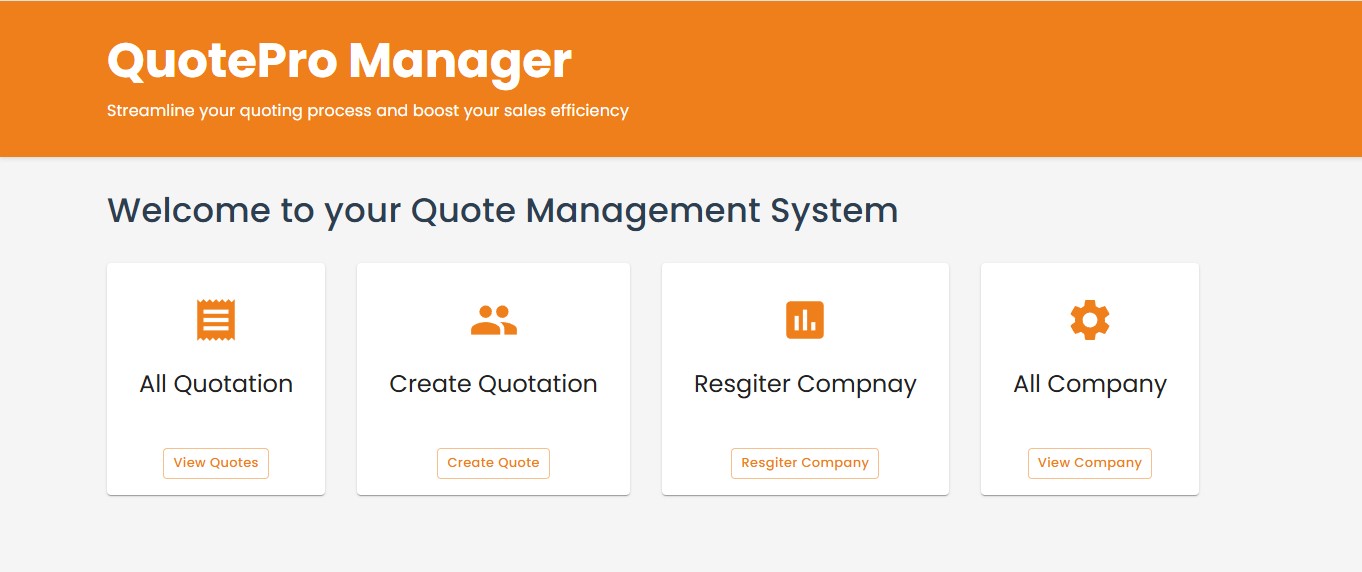 QuotePro Manager
Streamline your quoting process and boost your sales efficiency
Welcome to your Quote Management System
All Quotation
Create Quotation
Resgiter Compnay
All Company
View Quotes
Create Quote
Resgiter Company
View Company